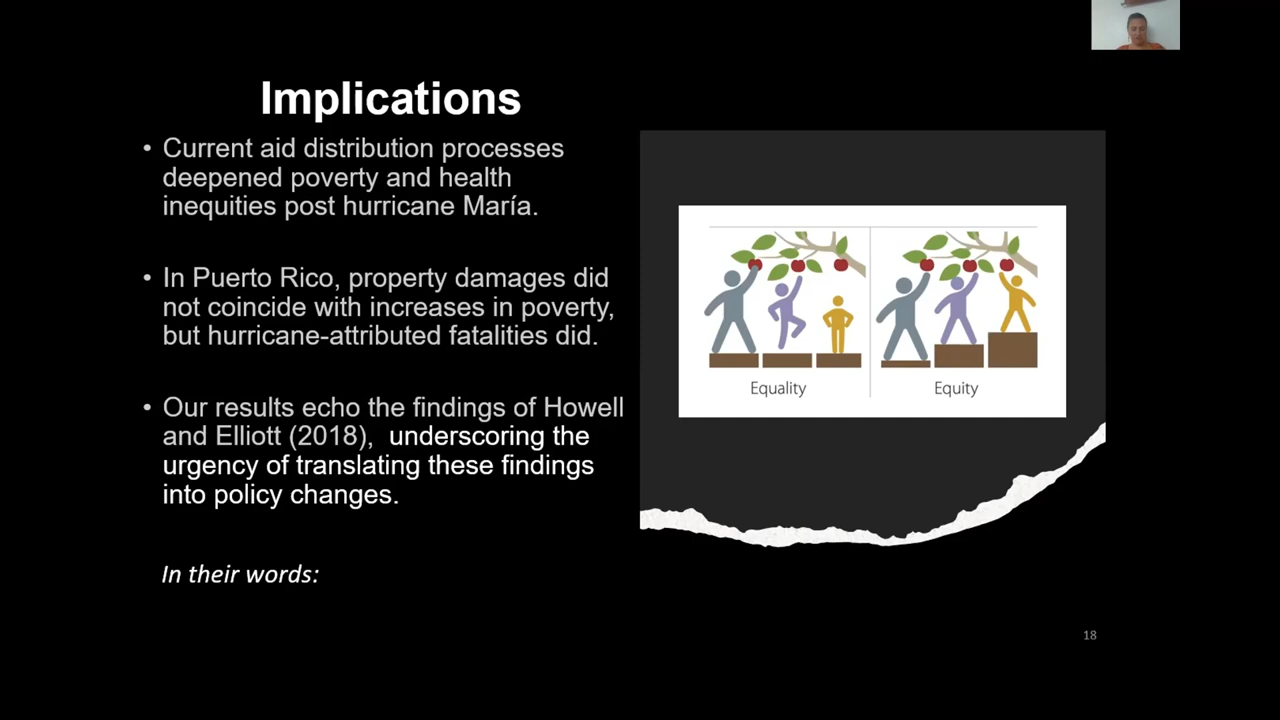 Implications
• Current aid distribution processes
deepened poverty and health
inequities post hurricane María.
• In Puerto Rico, property damages did
not coincide with increases in poverty,
but hurricane-attributed fatalities did.
• Our results echo the findings of Howell
and Elliott (2018), underscoring the
urgency of translating these findings
into policy changes.
In their words:
Equality
Equity
18